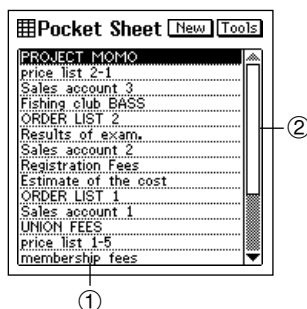 Pocket Sheet New Tools
PROJECT MOMO
price list 2-1
Sales account 3
Fishing club BASS
ORDER LIST 2
Results of exam.
Sales account 2
Registration Fees
Estimate of the cost
ORDER LIST 1
Sales account 1
UNION FEES
price list 1-5
membership fees
②
①